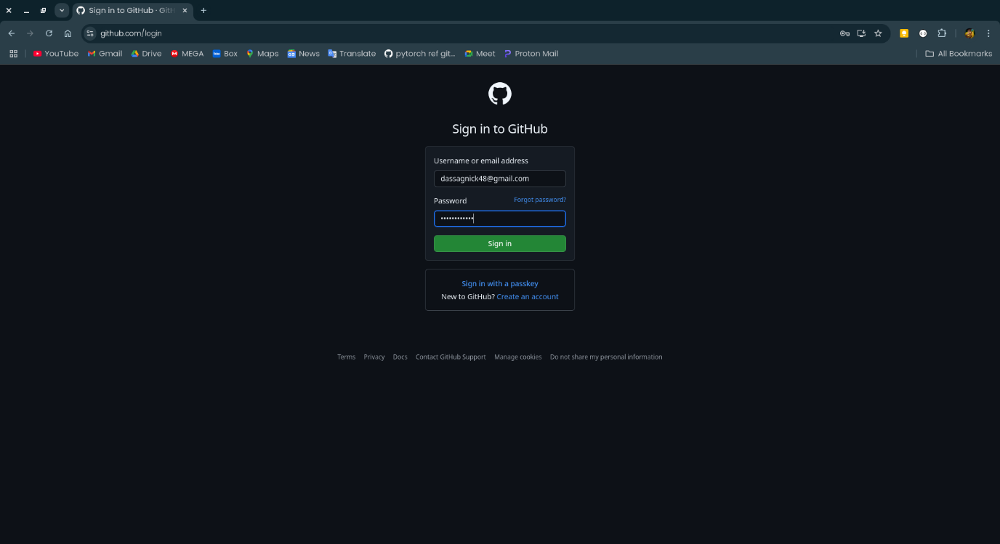 Sign in to GitHub · GitH
github.com/login
YouTube Gmail Drive MEGA Box Maps News Translate pytorch ref git... Meet Proton Mail All Bookmarks
Sign in to GitHub
Username or email address
dassagnick48@gmail.com
Password Forgot password?
••••••••••••
Sign in
Sign in with a passkey
New to GitHub? Create an account
Terms Privacy Docs Contact GitHub Support Manage cookies Do not share my personal information